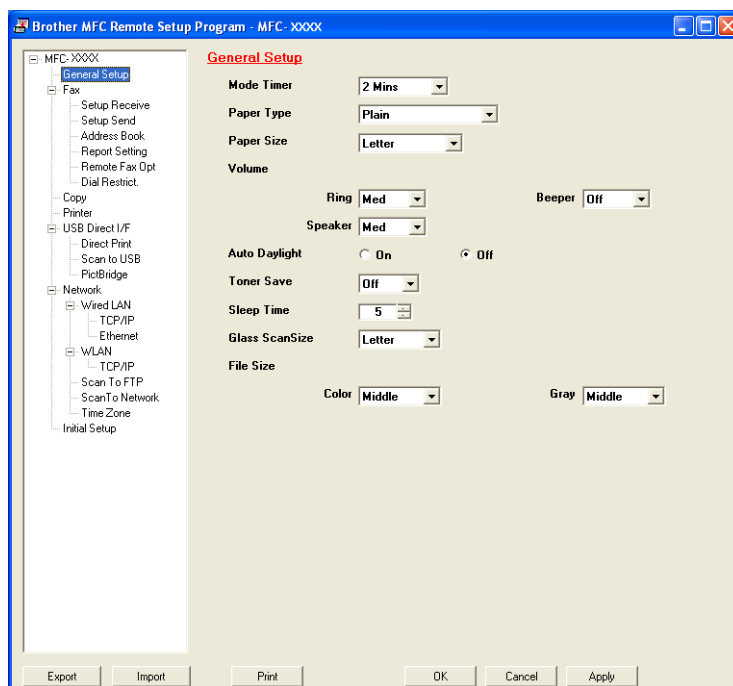 Brother MFC Remote Setup Program - MFC- XXXX
MFC- XXXX
General Setup
Fax
Setup Receive
Setup Send
Address Book
Report Setting
Remote Fax Opt
Dial Restrict.
Copy
Printer
USB Direct I/F
Direct Print
Scan to USB
PictBridge
Network
Wired LAN
TCP/IP
Ethernet
WLAN
TCP/IP
Scan To FTP
ScanTo Network
Time Zone
Initial Setup
General Setup
Mode Timer 2 Mins
Paper Type Plain
Paper Size Letter
Volume
Ring Med Beeper Off
Speaker Med
Auto Daylight On Off
Toner Save Off
Sleep Time 5
Glass ScanSize Letter
File Size
Color Middle Gray Middle
Export Import Print OK Cancel Apply